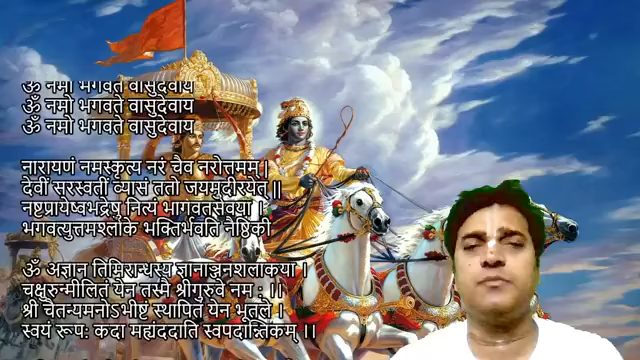 ॐ नमो भगवते वासुदेवाय
ॐ नमो भगवते वासुदेवाय
ॐ नमो भगवते वासुदेवाय
नारायणं नमस्कृत्य नरं चैव नरोत्तमम् |
देवीं सरस्वतीं व्यासं ततो जयमुदीरयेत् ||
नष्टप्रायेष्वभद्रेषु नित्यं भागवतसेवया |
भगवत्युत्तमश्लोके भक्तिर्भवति नैष्ठिकी
ॐ अज्ञान तिमिरान्धस्य ज्ञानाञ्जनशलाकया ।
चक्षुरुन्मीलितं येन तस्मै श्रीगुरुवे नम : ।।
श्री चैतन्यमनोऽभीष्टं स्थापितं येन भूतले ।
स्वयं रूप: कदा मह्यंददाति स्वपदान्तिकम् ।।